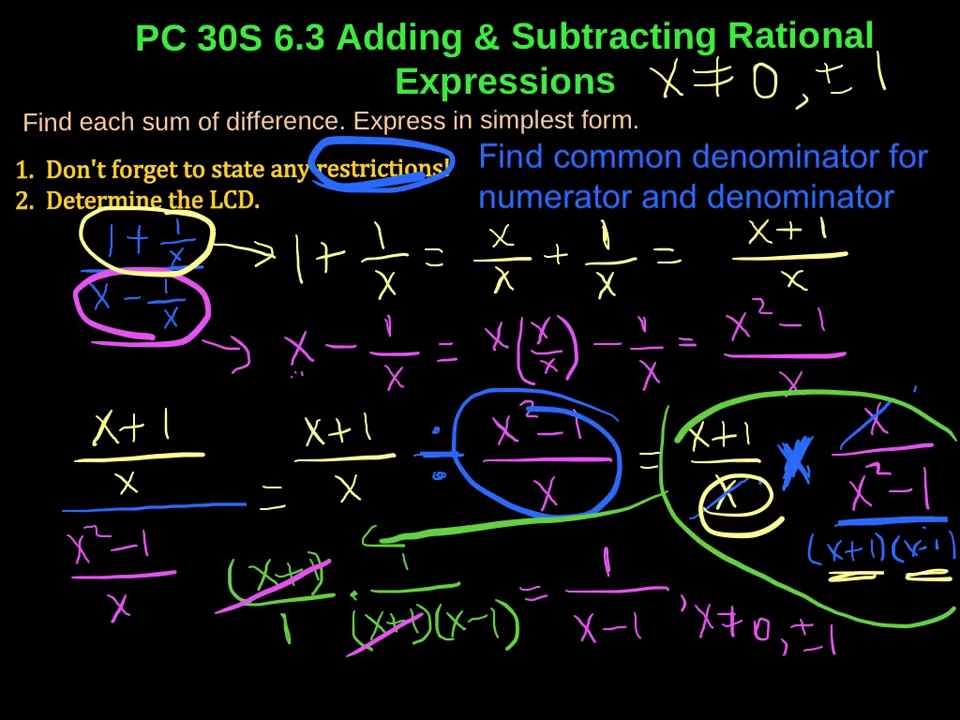 PC 30S 6.3 Adding & Subtracting Rational
Expressions x ≠ 0, ± 1
Find each sum of difference. Express in simplest form.
1. Don't forget to state any restrictions!
2. Determine the LCD.
Find common denominator for
numerator and denominator
(1 + 1/x)/(x - 1/x)
1 + 1/x = x/x + 1/x = (x+1)/x
x - 1/x = x(x/x) - 1/x = (x² - 1)/x
((x+1)/x)/((x² - 1)/x) = (x+1)/x ÷ (x² - 1)/x = (x+1)/x × x/(x² - 1)
(x+1)(x-1)
(x+1)/1 · 1/((x+1)(x-1)) = 1/(x-1), x ≠ 0, ±1